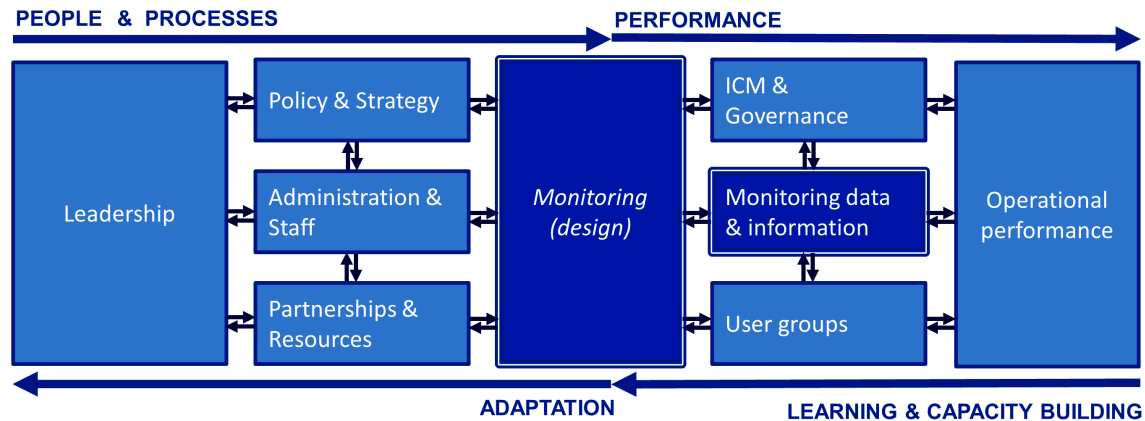 PEOPLE & PROCESSES
PERFORMANCE
Leadership
Policy & Strategy
Administration &
Staff
Partnerships &
Resources
Monitoring
(design)
ICM &
Governance
Monitoring data
& information
User groups
Operational
performance
ADAPTATION
LEARNING & CAPACITY BUILDING